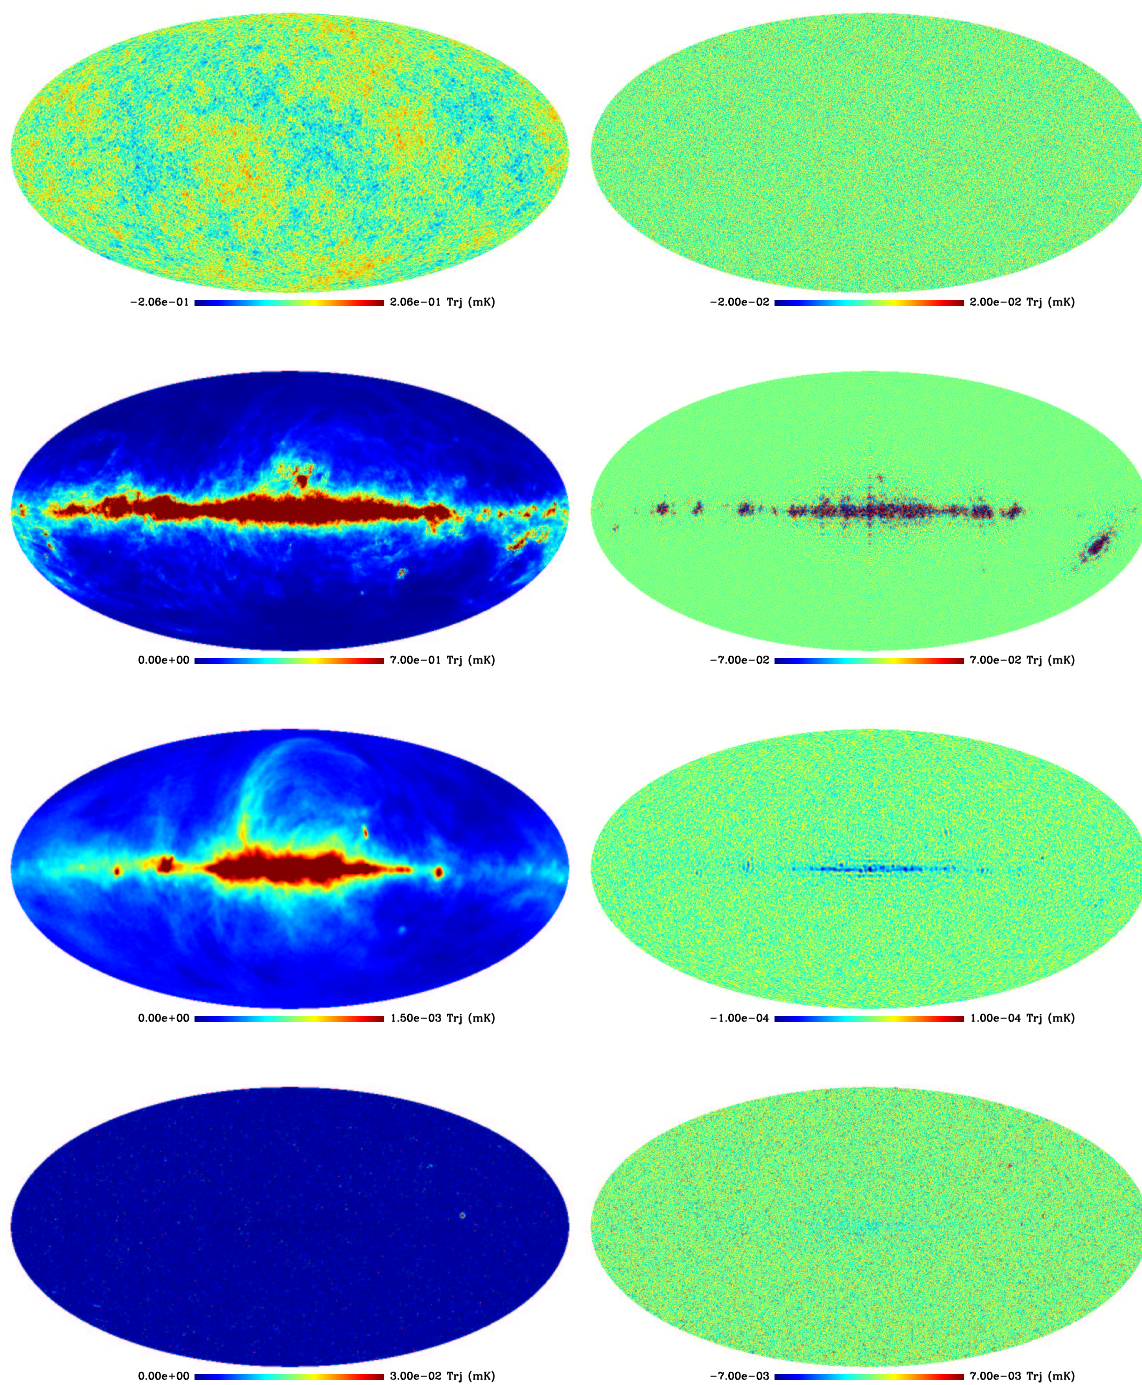 −2.06e−01 2.06e−01 Trj (mK)
−2.00e−02 2.00e−02 Trj (mK)
0.00e+00 7.00e−01 Trj (mK)
−7.00e−02 7.00e−02 Trj (mK)
0.00e+00 1.50e−03 Trj (mK)
−1.00e−04 1.00e−04 Trj (mK)
0.00e+00 3.00e−02 Trj (mK)
−7.00e−03 7.00e−03 Trj (mK)